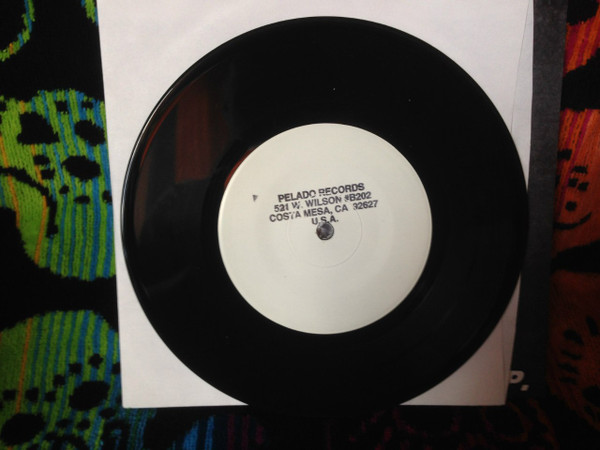 PELADO RECORDS
521 W. WILSON #B202
COSTA MESA, CA 92627
U.S.A.
P.